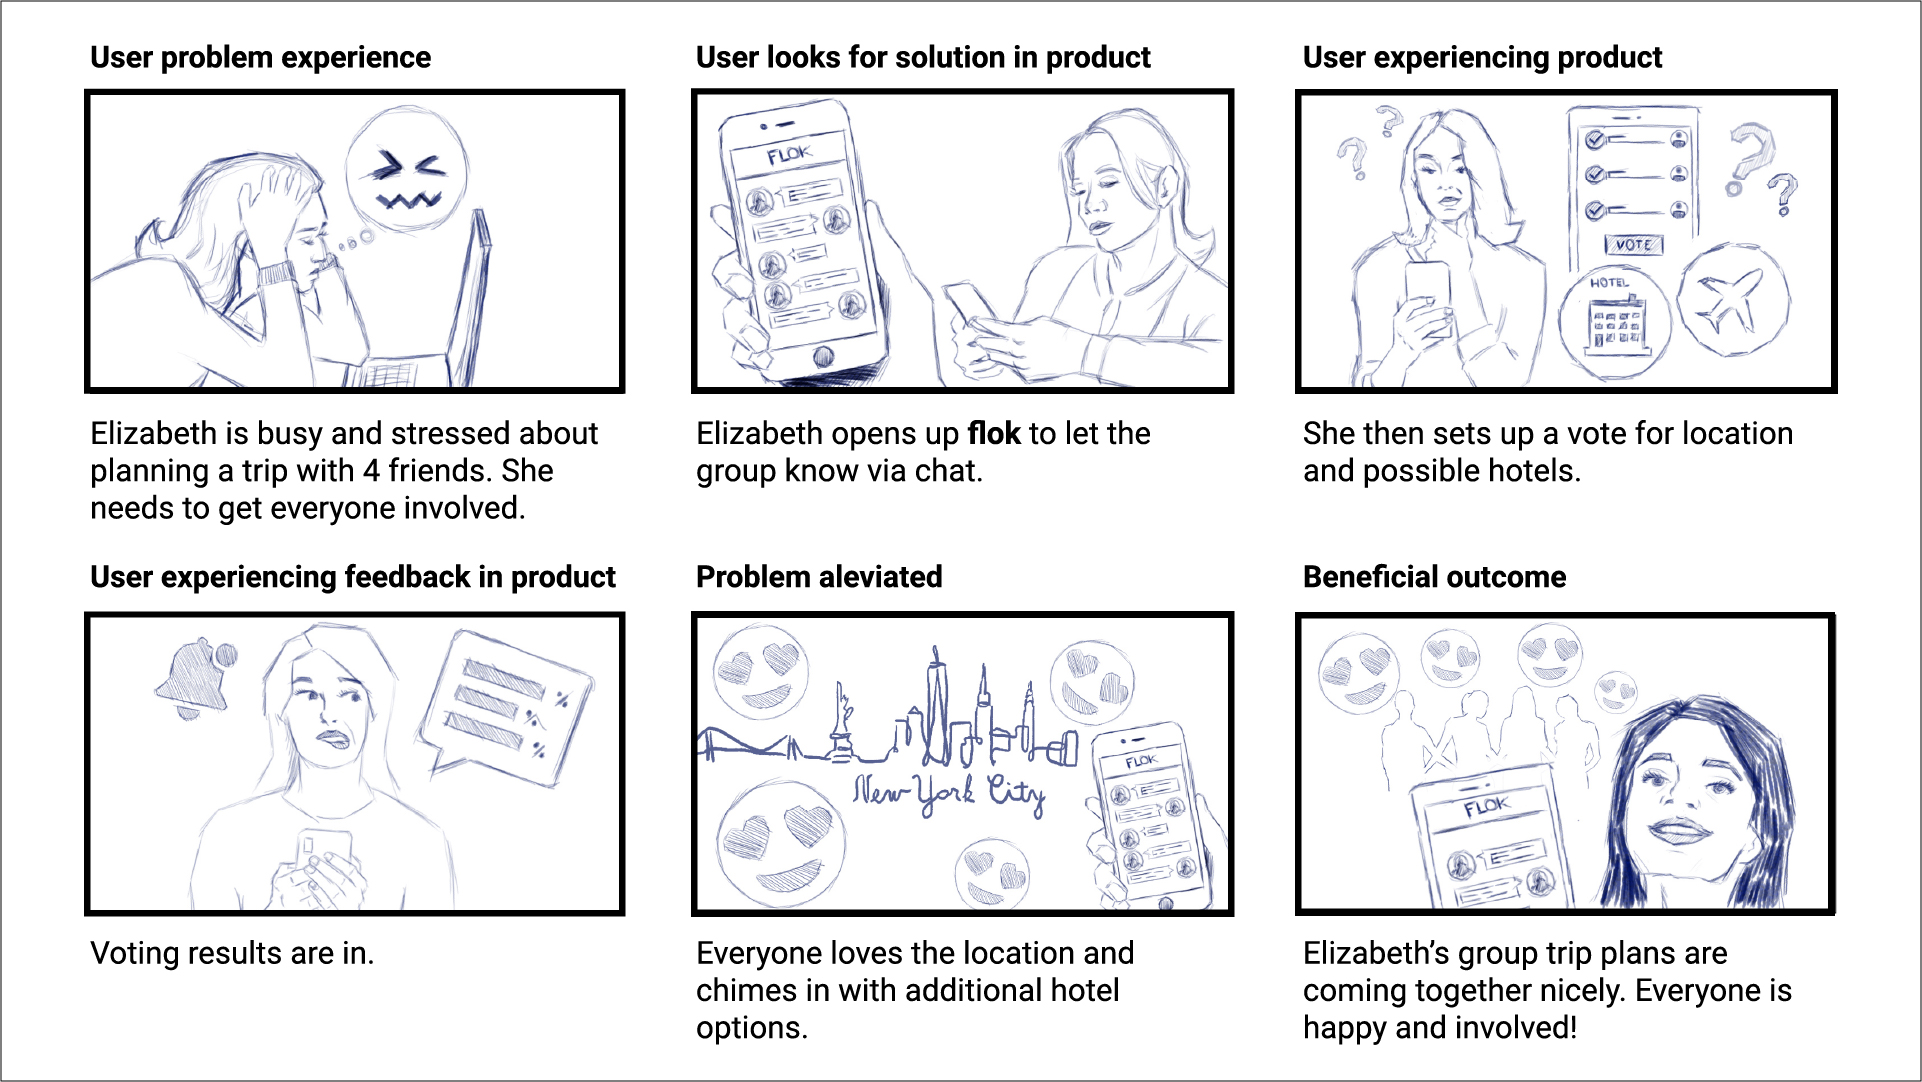 User problem experience
FLOK
Elizabeth is busy and stressed about
planning a trip with 4 friends. She
needs to get everyone involved.
User looks for solution in product
Elizabeth opens up flok to let the
group know via chat.
User experiencing product
VOTE
HOTEL
She then sets up a vote for location
and possible hotels.
User experiencing feedback in product
%
%
%
Voting results are in.
Problem aleviated
New York City
FLOK
Everyone loves the location and
chimes in with additional hotel
options.
Beneficial outcome
FLOK
Elizabeth’s group trip plans are
coming together nicely. Everyone is
happy and involved!